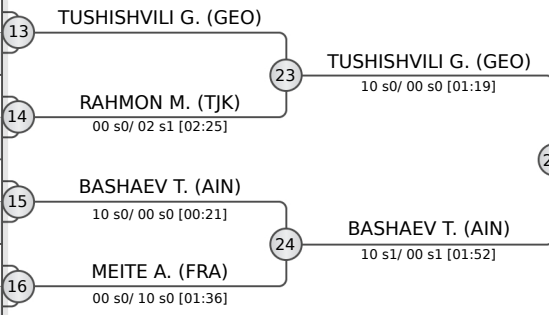 TUSHISHVILI G. (GEO)
13
TUSHISHVILI G. (GEO)
23
10 s0/ 00 s0 [01:19]
RAHMON M. (TJK)
14
00 s0/ 02 s1 [02:25]
BASHAEV T. (AIN)
15
10 s0/ 00 s0 [00:21]
BASHAEV T. (AIN)
24
10 s1/ 00 s1 [01:52]
MEITE A. (FRA)
16
00 s0/ 10 s0 [01:36]